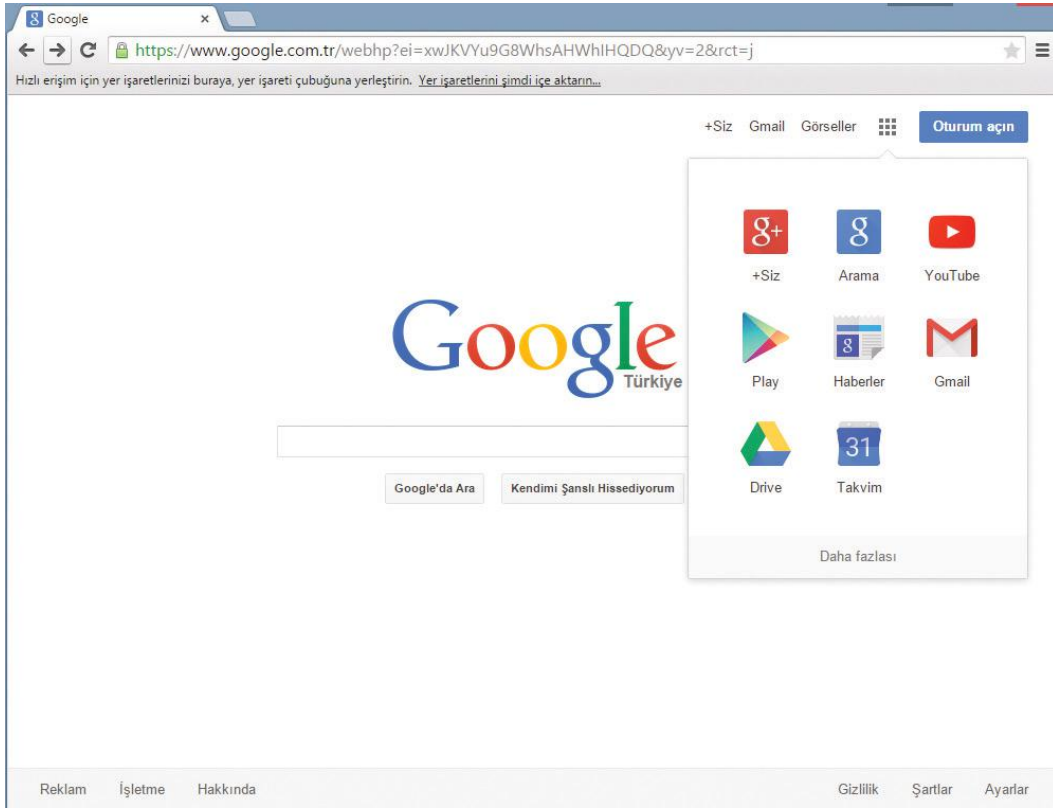 Google
https://www.google.com.tr/webhp?ei=xwJKVYu9G8WhsAHWhIHQDQ&yv=2&rct=j
Hızlı erişim için yer işaretlerinizi buraya, yer işareti çubuğuna yerleştirin. Yer işaretlerini şimdi içe aktarın...
+Siz Gmail Görseller Oturum açın
g+ g
+Siz Arama YouTube
g
Play Haberler Gmail
31
Drive Takvim
Daha fazlası
Google
Türkiye
Google'da Ara Kendimi Şanslı Hissediyorum
Reklam İşletme Hakkında Gizlilik Şartlar Ayarlar